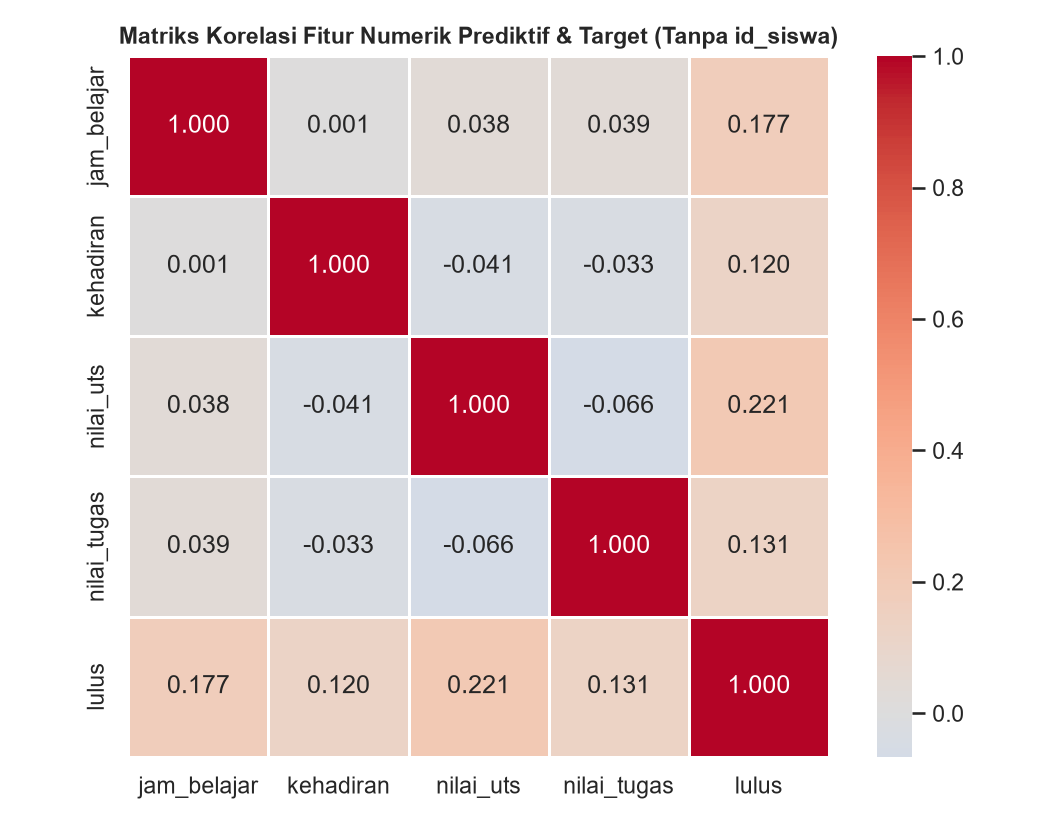 Matriks Korelasi Fitur Numerik Prediktif & Target (Tanpa id_siswa)
jam_belajar 1.000 0.001 0.038 0.039 0.177
kehadiran 0.001 1.000 -0.041 -0.033 0.120
nilai_uts 0.038 -0.041 1.000 -0.066 0.221
nilai_tugas 0.039 -0.033 -0.066 1.000 0.131
lulus 0.177 0.120 0.221 0.131 1.000
jam_belajar kehadiran nilai_uts nilai_tugas lulus
1.0
0.8
0.6
0.4
0.2
0.0